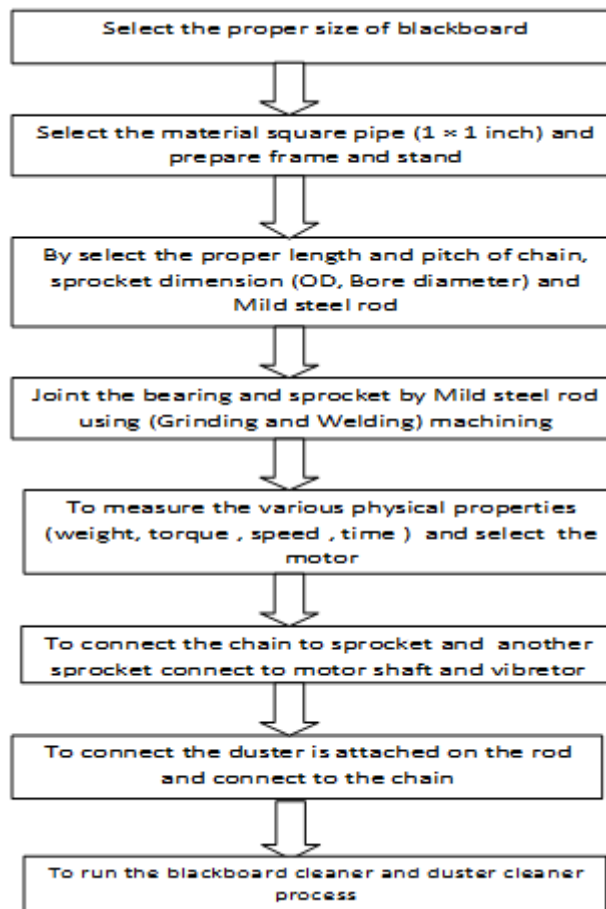 Select the proper size of blackboard
Select the material square pipe (1 × 1 inch) and
prepare frame and stand
By select the proper length and pitch of chain,
sprocket dimension (OD, Bore diameter) and
Mild steel rod
Joint the bearing and sprocket by Mild steel rod
using (Grinding and Welding) machining
To measure the various physical properties
(weight, torque , speed , time ) and select the
motor
To connect the chain to sprocket and another
sprocket connect to motor shaft and vibretor
To connect the duster is attached on the rod
and connect to the chain
To run the blackboard cleaner and duster cleaner
process